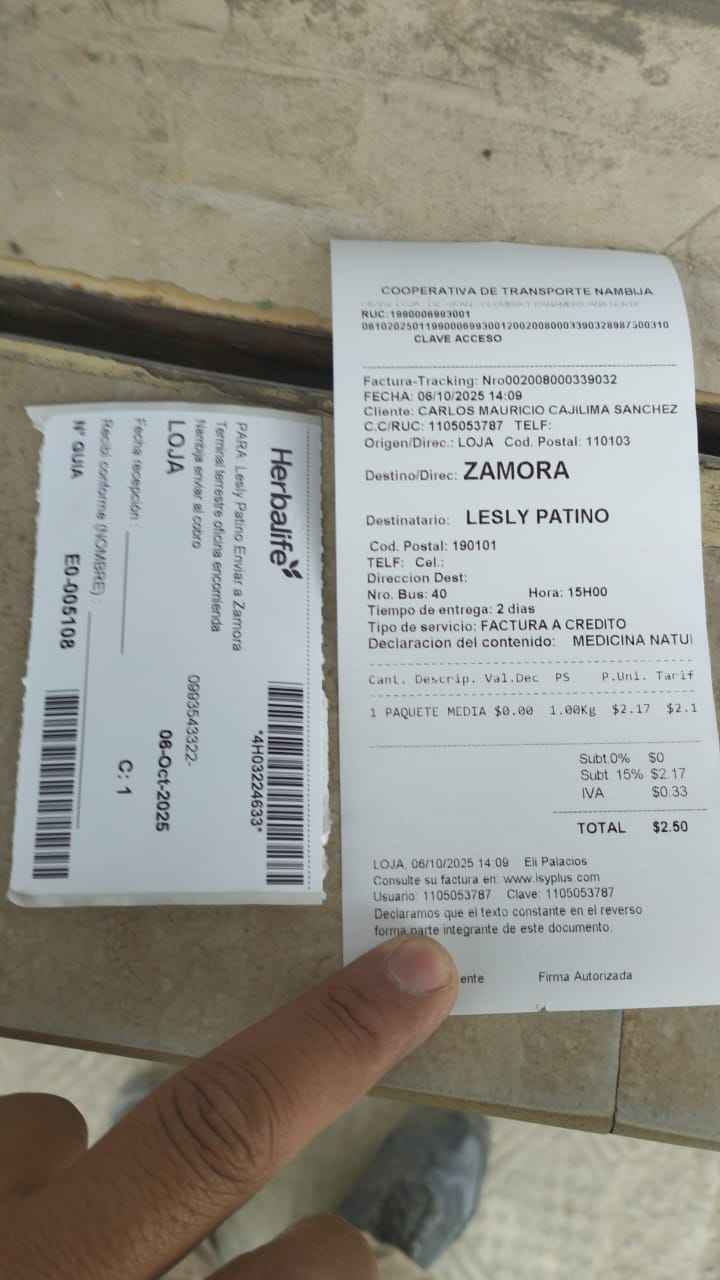 COOPERATIVA DE TRANSPORTE NAMBIJA
RUC:1990006993001
CLAVE ACCESO
Factura-Tracking: Nro002008000339032
FECHA: 06/10/2025 14:09
Cliente: CARLOS MAURICIO CAJILIMA SANCHEZ
C.C/RUC: 1105053787 TELF:
Origen/Direc.: LOJA Cod. Postal: 110103
Destino/Direc: ZAMORA
Destinatario: LESLY PATINO
Cod. Postal: 190101
TELF: Cel.:
Direccion Dest:
Nro. Bus: 40 Hora: 15H00
Tiempo de entrega: 2 dias
Tipo de servicio: FACTURA A CREDITO
Declaracion del contenido: MEDICINA NATUI
Cant. Descrip. Val.Dec PS P.Uni. Tarif
1 PAQUETE MEDIA $0.00 1.00Kg $2.17 $2.1
Subt.0% $0
Subt 15% $2.17
IVA $0.33
TOTAL $2.50
LOJA, 06/10/2025 14:09 Eli Palacios
Consulte su factura en: www.lsyplus.com
Usuario: 1105053787 Clave: 1105053787
Declaramos que el texto constante en el reverso
forma parte integrante de este documento.
ente Firma Autorizada
Herbalife
*4H03224633*
PARA: Lesly Patino Enviar a Zamora
Terminal terrestre oficina encomienda
Nambija enviar al cobro
0993543322-
LOJA 06-Oct-2025
Fecha recepción:
Recibi conforme (NOMBRE) :
C: 1
N° GUIA E0-005108